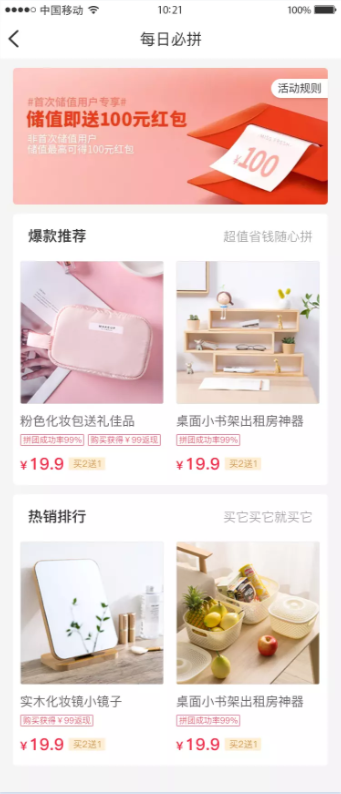 中国移动 10:21 100%
每日必拼
活动规则
#首次储值用户专享#
储值即送100元红包
非首次储值用户
储值最高可得100元红包
¥100
爆款推荐 超值省钱随心拼
粉色化妆包送礼佳品 桌面小书架出租房神器
拼团成功率99% 购买获得￥99返现 拼团成功率99%
¥19.9 买2送1 ¥19.9 买2送1
热销排行 买它买它就买它
实木化妆镜小镜子 桌面小书架出租房神器
购买获得￥99返现 拼团成功率99%
¥19.9 买2送1 ¥19.9 买2送1